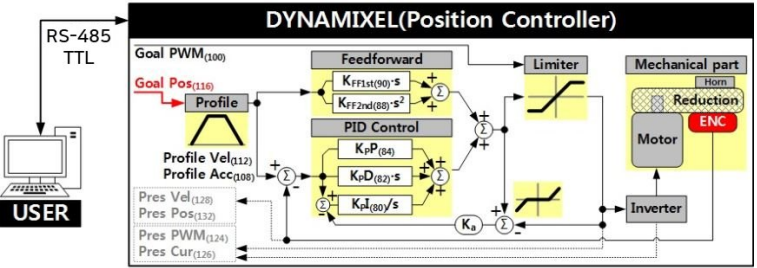 DYNAMIXEL(Position Controller)
RS-485
TTL
USER
Goal PWM(100)
Goal Pos(116)
Profile
Profile Vel(112)
Profile Acc(108)
Feedforward
KFF1st(90)·s
KFF2nd(88)·s²
+
+
Σ
PID Control
KPP(84)
KPD(82)·s
KPI(80)/s
+
-
Σ
-
Σ
+
+
+
Σ
+
+
Σ
Limiter
Ka
+
-
Σ
Mechanical part
Horn
Reduction
ENC
Motor
Inverter
Pres Vel(128)
Pres Pos(132)
Pres PWM(124)
Pres Cur(126)